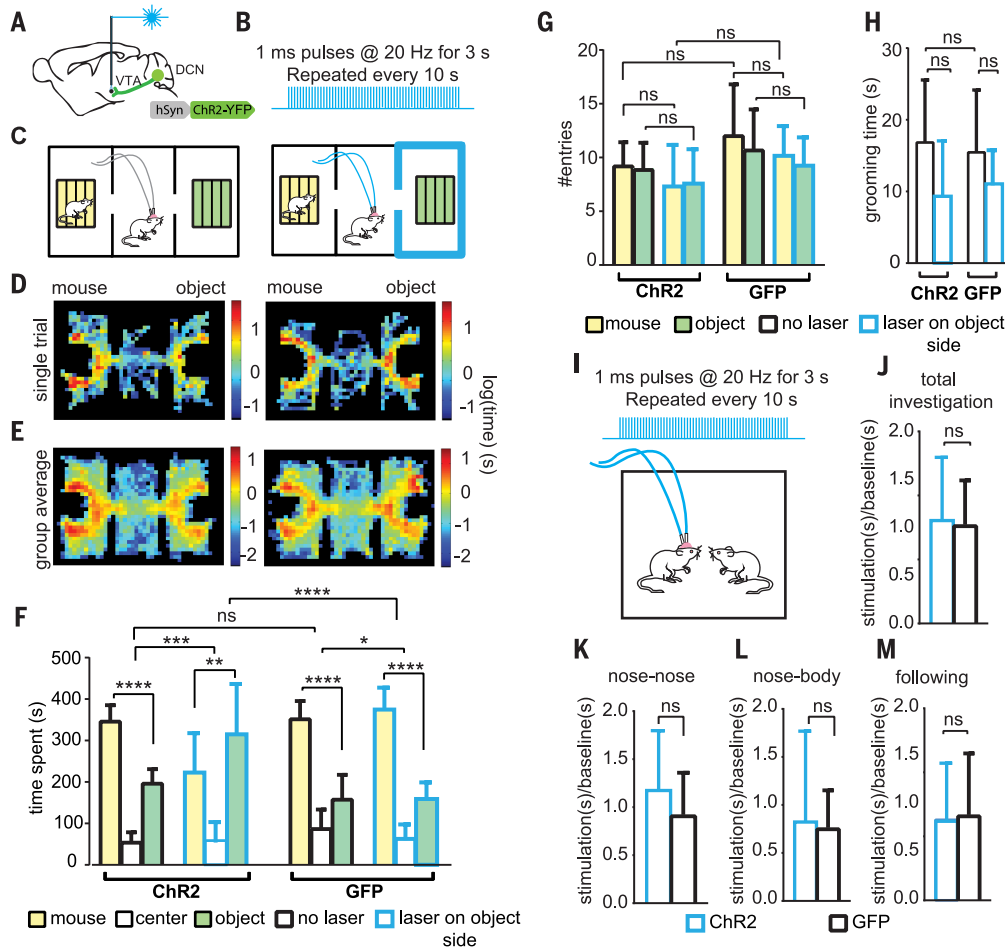 A
VTA
DCN
hSyn
ChR2-YFP
B
1 ms pulses @ 20 Hz for 3 s
Repeated every 10 s
C
D
mouse
object
mouse
object
single trial
1
0
-1
1
0
-1
E
group average
1
0
-1
-2
1
0
-1
-2
log(time) (s)
F
time spent (s)
500
400
300
200
100
0
****
ns
***
*
****
**
****
****
ChR2
GFP
mouse
center
object
no laser
laser on object
side
G
#entries
20
15
10
5
0
ns
ns
ns
ns
ns
ns
ChR2
GFP
mouse
object
no laser
laser on object
side
H
grooming time (s)
30
20
10
0
ns
ns
ns
ChR2
GFP
I
1 ms pulses @ 20 Hz for 3 s
Repeated every 10 s
J
total
investigation
stimulation(s)/baseline(s)
2.0
1.5
1.0
0.5
0.0
ns
K
nose-nose
stimulation(s)/baseline(s)
2.0
1.5
1.0
0.5
0.0
ns
L
nose-body
stimulation(s)/baseline(s)
2.0
1.5
1.0
0.5
0.0
ns
M
following
stimulation(s)/baseline(s)
2.0
1.5
1.0
0.5
0.0
ns
ChR2
GFP